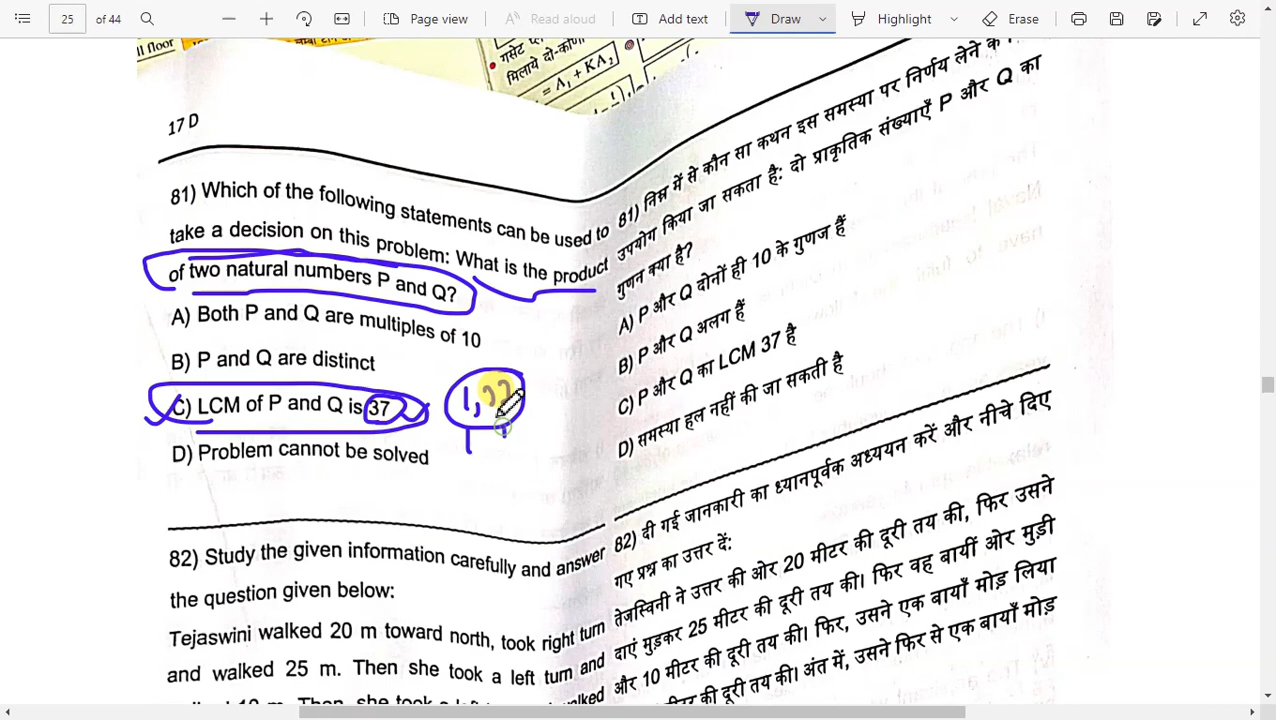 25 of 44 Page view Read aloud Add text Draw Highlight Erase
ll floor
गसेट
मिलाये दो-कोण
= A₁ + KA₂
17 D
81) Which of the following statements can be used to
take a decision on this problem: What is the product
of two natural numbers P and Q?
A) Both P and Q are multiples of 10
B) P and Q are distinct
C) LCM of P and Q is 37
D) Problem cannot be solved
1,
82) Study the given information carefully and answer
the question given below:
Tejaswini walked 20 m toward north, took right turn
and walked 25 m. Then she took a left turn and
81) निम्न में से कौन सा कथन इस समस्या पर निर्णय लेने के
उपयोग किया जा सकता है: दो प्राकृतिक संख्याएँ P और Q का
गुणन क्या है?
A) P और Q दोनों ही 10 के गुणज हैं
B) P और Q अलग हैं
C) P और Q का LCM 37 है
D) समस्या हल नहीं की जा सकती है
82) दी गई जानकारी का ध्यानपूर्वक अध्ययन करें और नीचे दिए
गए प्रश्न का उत्तर दें:
तेजस्विनी ने उत्तर की ओर 20 मीटर की दूरी तय की, फिर उसने
दाएं मुड़कर 25 मीटर की दूरी तय की। फिर वह बायीं ओर मुड़ी
और 10 मीटर की दूरी तय की। फिर, उसने एक बायाँ मोड़ लिया
मीटर की दूरी तय की। अंत में, उसने फिर से एक बायाँ मोड़